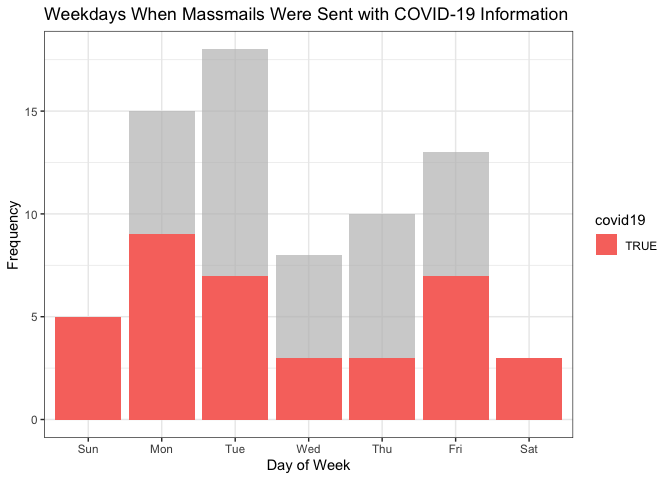 Weekdays When Massmails Were Sent with COVID-19 Information
15
10
5
0
Frequency
Sun Mon Tue Wed Thu Fri Sat
Day of Week
covid19
TRUE